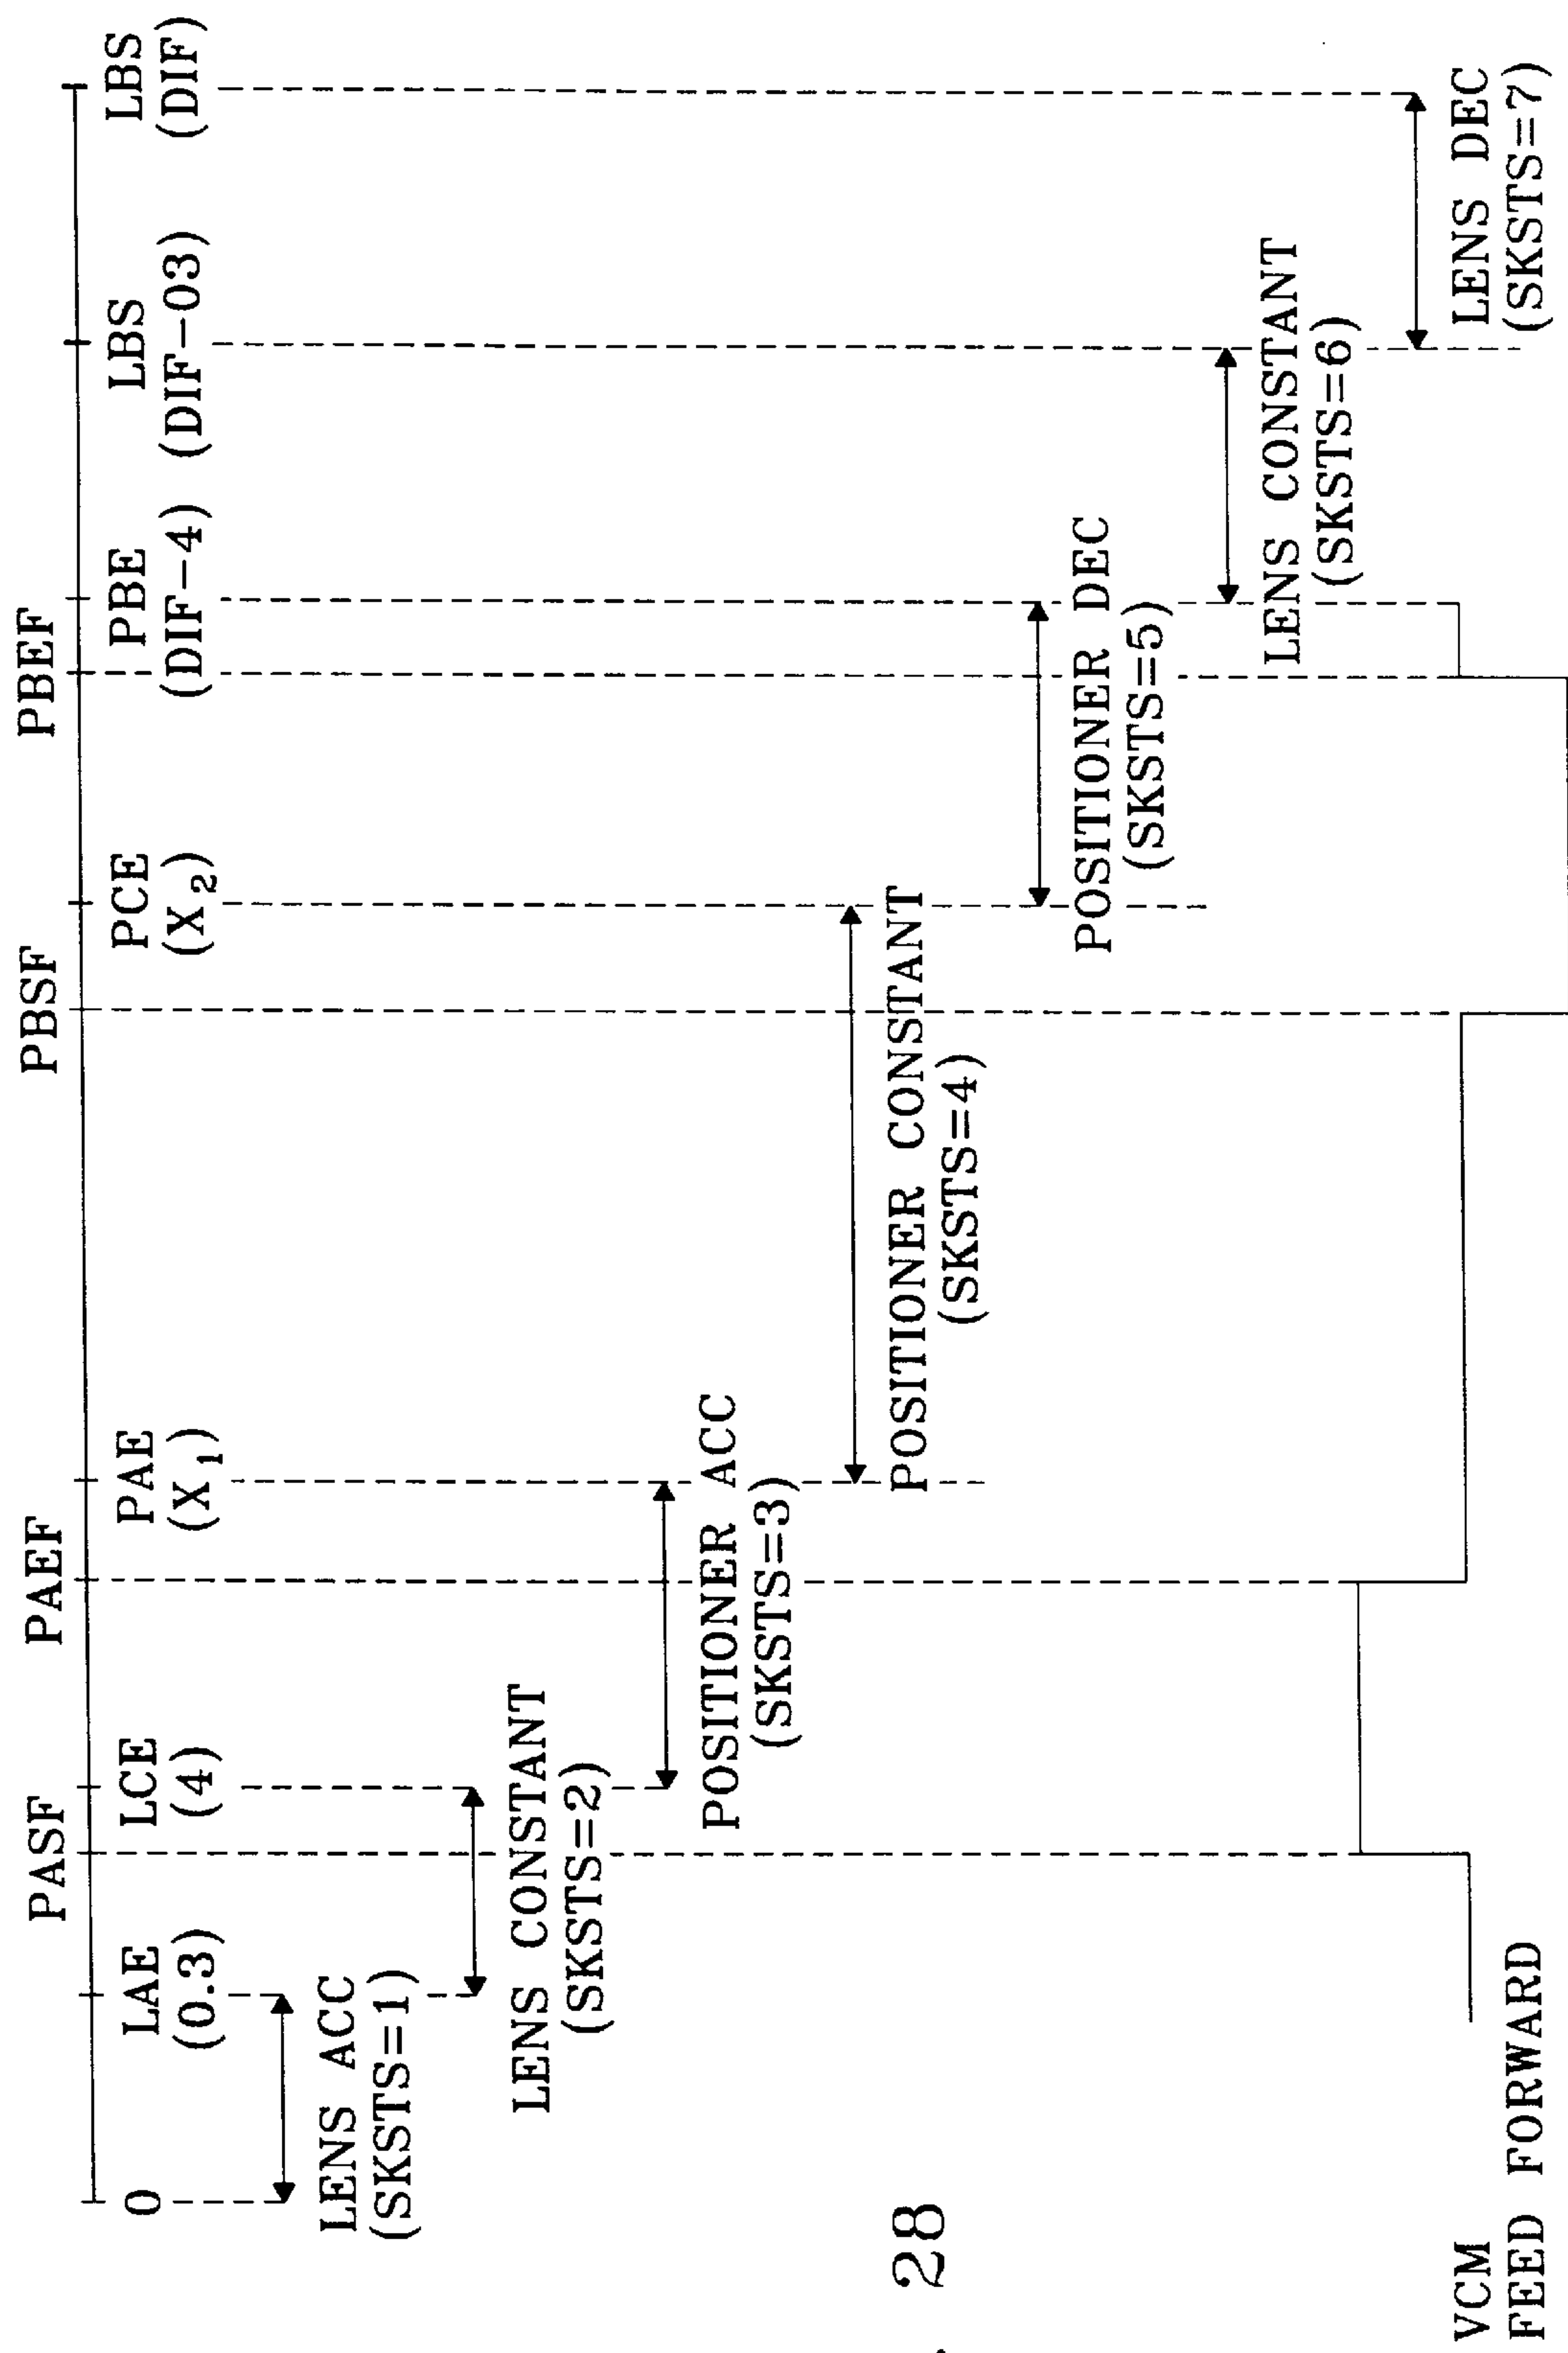 PASF PAEF PBSF PBEF
0 LAE LCE PAE PCE PBE LBS LBS
(0.3) (4) (X₁) (X₂) (DIF-4) (DIF-03) (DIF)
LENS ACC
(SKSTS=1)
LENS CONSTANT
(SKSTS=2)
POSITIONER ACC
(SKSTS=3)
POSITIONER CONSTANT
(SKSTS=4)
POSITIONER DEC
(SKSTS=5)
LENS CONSTANT
(SKSTS=6)
LENS DEC
(SKSTS=7)
28
VCM
FEED FORWARD